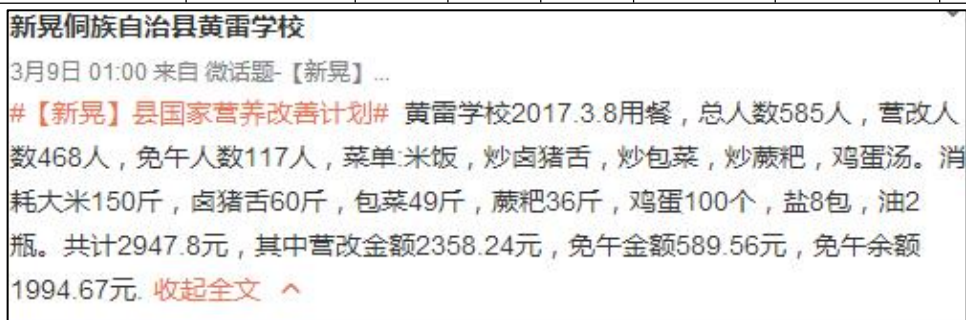 新晃侗族自治县黄雷学校
3月9日 01:00 来自 微话题-【新晃】...
#【新晃】县国家营养改善计划# 黄雷学校2017.3.8用餐，总人数585人，营改人
数468人，免午人数117人，菜单:米饭，炒卤猪舌，炒包菜，炒蕨粑，鸡蛋汤。消
耗大米150斤，卤猪舌60斤，包菜49斤，蕨粑36斤，鸡蛋100个，盐8包，油2
瓶。共计2947.8元，其中营改金额2358.24元，免午金额589.56元，免午余额
1994.67元. 收起全文 ^